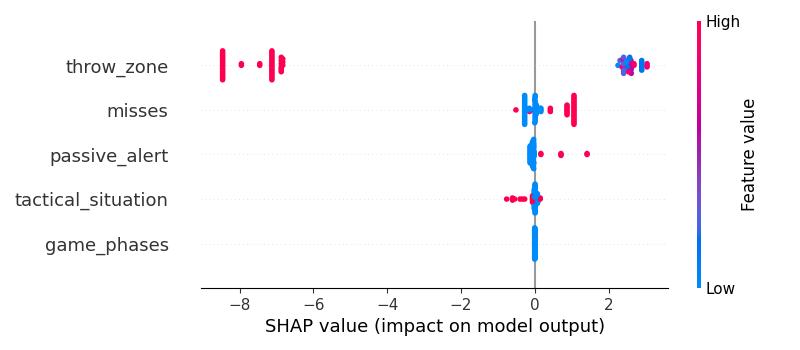 High
throw_zone
misses
passive_alert
tactical_situation
game_phases
Feature value
Low
−8 −6 −4 −2 0 2
SHAP value (impact on model output)